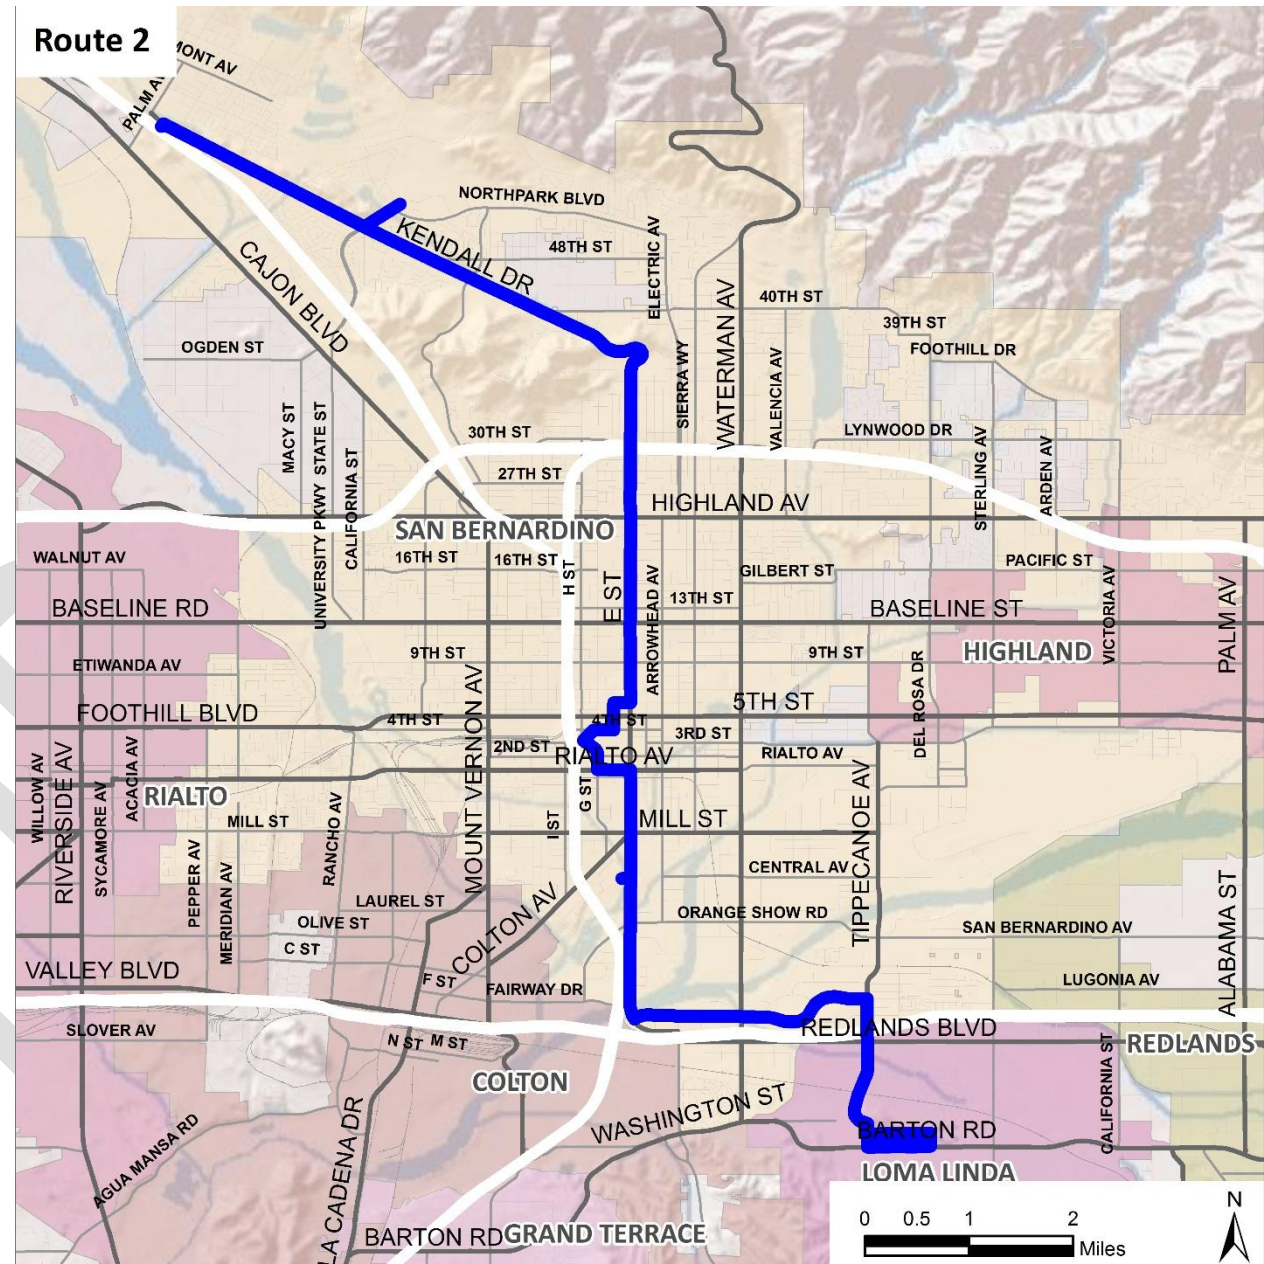 Route 2
MONT AV
PALM AV
NORTHPARK BLVD
KENDALL DR
48TH ST
ELECTRIC AV
CAJON BLVD
40TH ST
39TH ST
FOOTHILL DR
OGDEN ST
WATERMAN AV
SIERRA WY
VALENCIA AV
MACY ST
UNIVERSITY PKWY STATE ST
CALIFORNIA ST
30TH ST
LYNWOOD DR
27TH ST
STERLING AV
ARDEN AV
HIGHLAND AV
SAN BERNARDINO
WALNUT AV
16TH ST
16TH ST
H ST
GILBERT ST
PACIFIC ST
BASELINE RD
E ST
ARROWHEAD AV
13TH ST
BASELINE ST
VICTORIA AV
PALM AV
ETIWANDA AV
9TH ST
9TH ST
HIGHLAND
MOUNT VERNON AV
DEL ROSA DR
FOOTHILL BLVD
4TH ST
4TH ST
5TH ST
3RD ST
2ND ST
RIALTO AV
RIALTO AV
WILLOW AV
RIVERSIDE AV
SYCAMORE AV
ACACIA AV
RIALTO
G ST
I ST
MILL ST
MILL ST
TIPPECANOE AV
PEPPER AV
MERIDIAN AV
RANCHO AV
CENTRAL AV
LAUREL ST
OLIVE ST
C ST
COLTON AV
ORANGE SHOW RD
SAN BERNARDINO AV
ALABAMA ST
VALLEY BLVD
F ST
FAIRWAY DR
LUGONIA AV
SLOVER AV
N ST
M ST
REDLANDS BLVD
REDLANDS
COLTON
CALIFORNIA ST
AGUA MANSA RD
LA CADENA DR
WASHINGTON ST
BARTON RD
LOMA LINDA
BARTON RD
GRAND TERRACE
0 0.5 1 2
Miles
N